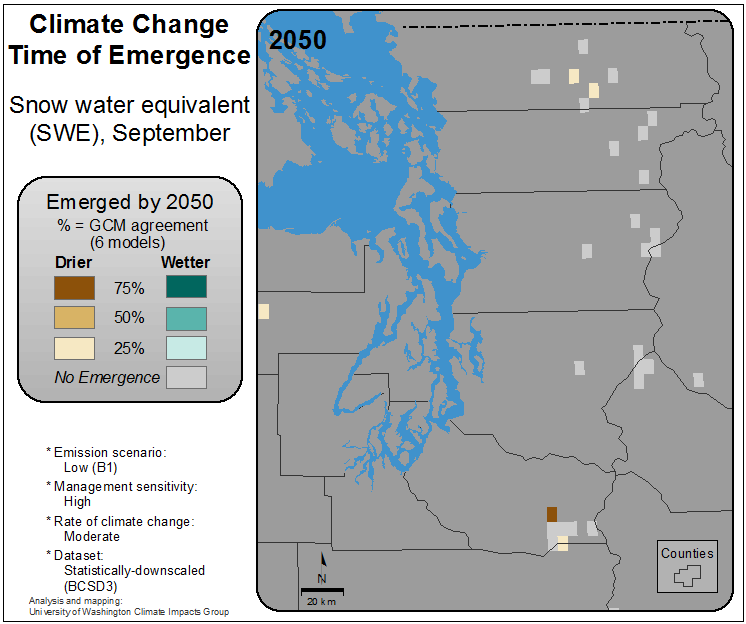 Climate Change
Time of Emergence
Snow water equivalent
(SWE), September
Emerged by 2050
% = GCM agreement
(6 models)
Drier
Wetter
75%
50%
25%
No Emergence
* Emission scenario:
Low (B1)
* Management sensitivity:
High
* Rate of climate change:
Moderate
* Dataset:
Statistically-downscaled
(BCSD3)
Analysis and mapping:
University of Washington Climate Impacts Group
2050
N
20 km
Counties